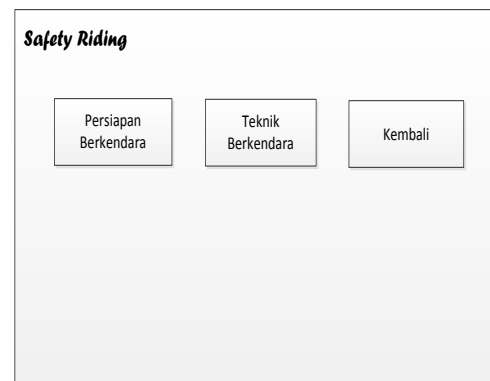 Safety Riding
Persiapan
Berkendara
Teknik
Berkendara
Kembali